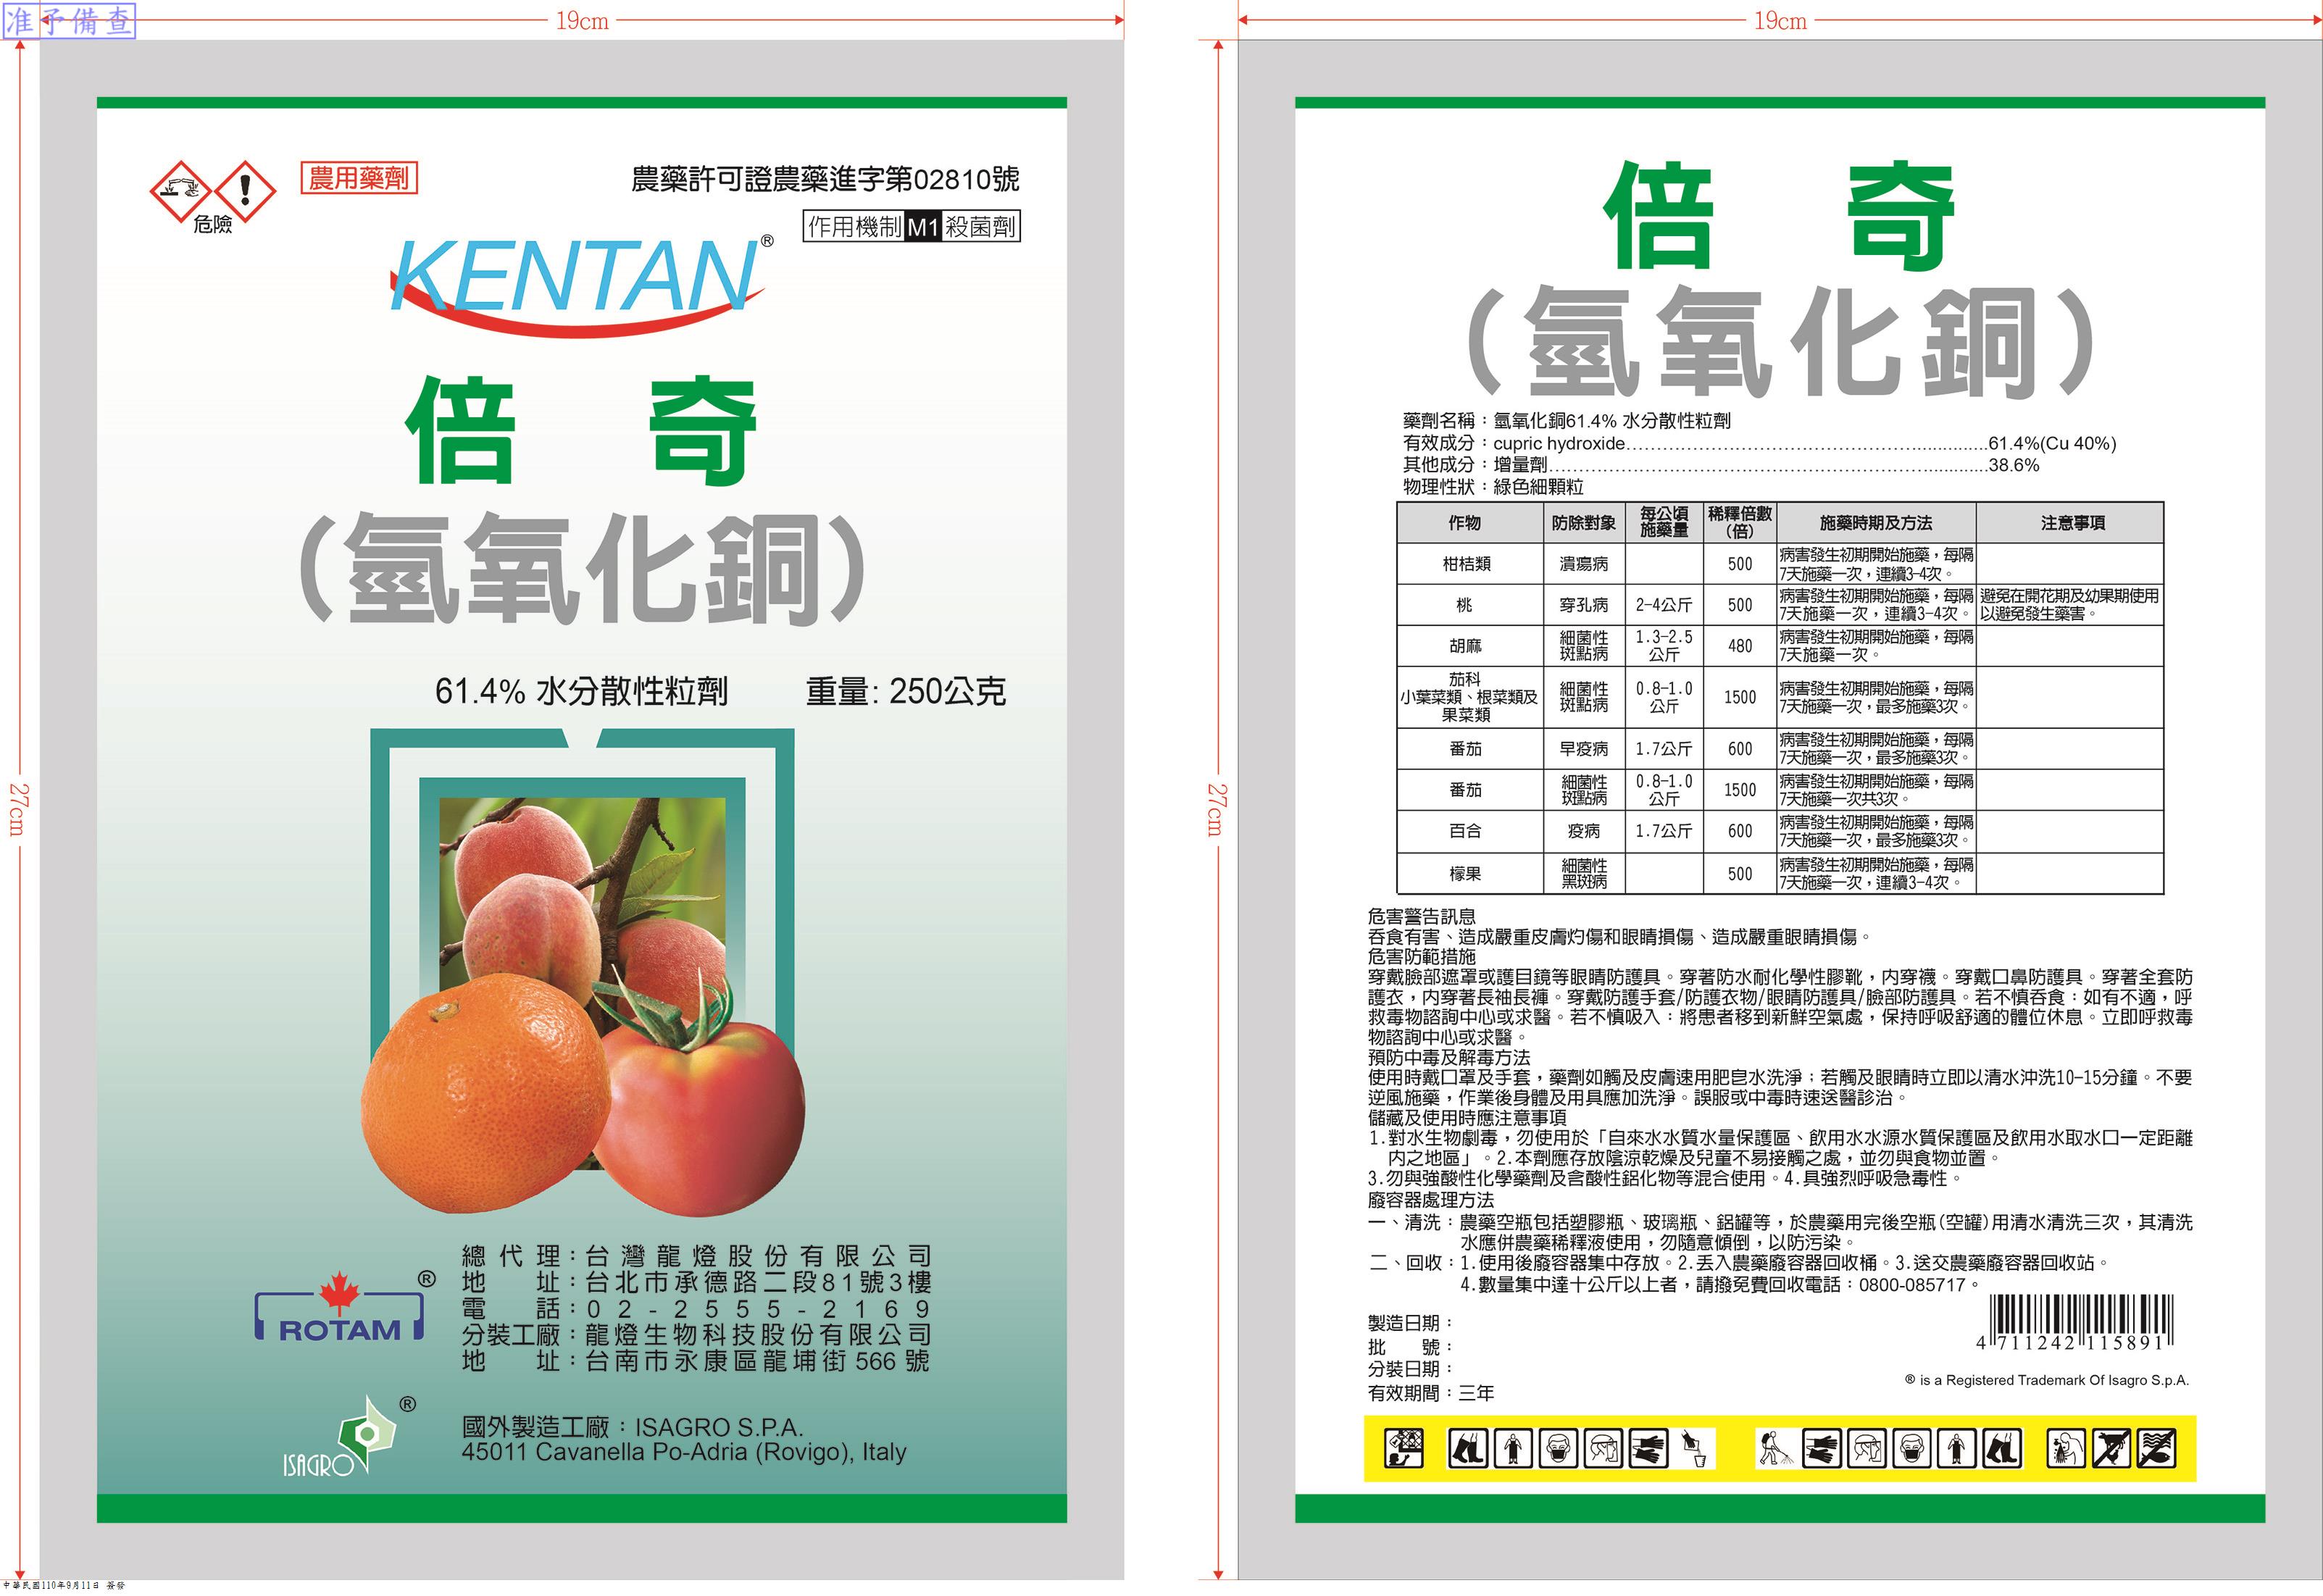 准予備查
19cm
19cm
27cm
27cm
危險
農用藥劑
農藥許可證農藥進字第02810號
作用機制 M1 殺菌劑
KENTAN®
倍 奇
（氫氧化銅）
61.4% 水分散性粒劑 重量: 250公克
總代理：台灣龍燈股份有限公司
地 址：台北市承德路二段81號3樓
電 話：02-2555-2169
分裝工廠：龍燈生物科技股份有限公司
地 址：台南市永康區龍埔街 566 號
ROTAM®
ISAGRO®
國外製造工廠：ISAGRO S.P.A.
45011 Cavanella Po-Adria (Rovigo), Italy
中華民國110年9月11日 簽發
倍 奇
（氫氧化銅）
藥劑名稱：氫氧化銅61.4% 水分散性粒劑
有效成分：cupric hydroxide……………………………………………………61.4%(Cu 40%)
其他成分：增量劑………………………………………………………………38.6%
物理性狀：綠色細顆粒
作物 防除對象 每公頃施藥量 稀釋倍數（倍） 施藥時期及方法 注意事項
柑桔類 潰瘍病 500 病害發生初期開始施藥，每隔
7天施藥一次，連續3-4次。
桃 穿孔病 2-4公斤 500 病害發生初期開始施藥，每隔 避免在開花期及幼果期使用
7天施藥一次，連續3-4次。 以避免發生藥害。
胡麻 細菌性斑點病 1.3-2.5公斤 480 病害發生初期開始施藥，每隔
7天施藥一次。
茄科
小葉菜類、根菜類及
果菜類 細菌性斑點病 0.8-1.0公斤 1500 病害發生初期開始施藥，每隔
7天施藥一次，最多施藥3次。
番茄 早疫病 1.7公斤 600 病害發生初期開始施藥，每隔
7天施藥一次，最多施藥3次。
番茄 細菌性斑點病 0.8-1.0公斤 1500 病害發生初期開始施藥，每隔
7天施藥一次共3次。
百合 疫病 1.7公斤 600 病害發生初期開始施藥，每隔
7天施藥一次，最多施藥3次。
檬果 細菌性黑斑病 500 病害發生初期開始施藥，每隔
7天施藥一次，連續3-4次。
危害警告訊息
吞食有害、造成嚴重皮膚灼傷和眼睛損傷、造成嚴重眼睛損傷。
危害防範措施
穿戴臉部遮罩或護目鏡等眼睛防護具。穿著防水耐化學性膠靴，內穿襪。穿戴口鼻防護具。穿著全套防
護衣，內穿著長袖長褲。穿戴防護手套/防護衣物/眼睛防護具/臉部防護具。若不慎吞食：如有不適，呼
救毒物諮詢中心或求醫。若不慎吸入：將患者移到新鮮空氣處，保持呼吸舒適的體位休息。立即呼救毒
物諮詢中心或求醫。
預防中毒及解毒方法
使用時戴口罩及手套，藥劑如觸及皮膚速用肥皂水洗淨；若觸及眼睛時立即以清水沖洗10-15分鐘。不要
逆風施藥，作業後身體及用具應加洗淨。誤服或中毒時速送醫診治。
儲藏及使用時應注意事項
1.對水生物劇毒，勿使用於「自來水水質水量保護區、飲用水水源水質保護區及飲用水取水口一定距離
內之地區」。2.本劑應存放陰涼乾燥及兒童不易接觸之處，並勿與食物並置。
3.勿與強酸性化學藥劑及含酸性鋁化物等混合使用。4.具強烈呼吸急毒性。
廢容器處理方法
一、清洗：農藥空瓶包括塑膠瓶、玻璃瓶、鋁罐等，於農藥用完後空瓶(空罐)用清水清洗三次，其清洗
水應併農藥稀釋液使用，勿隨意傾倒，以防污染。
二、回收：1.使用後廢容器集中存放。2.丟入農藥廢容器回收桶。3.送交農藥廢容器回收站。
4.數量集中達十公斤以上者，請撥免費回收電話：0800-085717。
製造日期：
批 號：
分裝日期：
有效期間：三年
4 711242 115891
® is a Registered Trademark Of Isagro S.p.A.